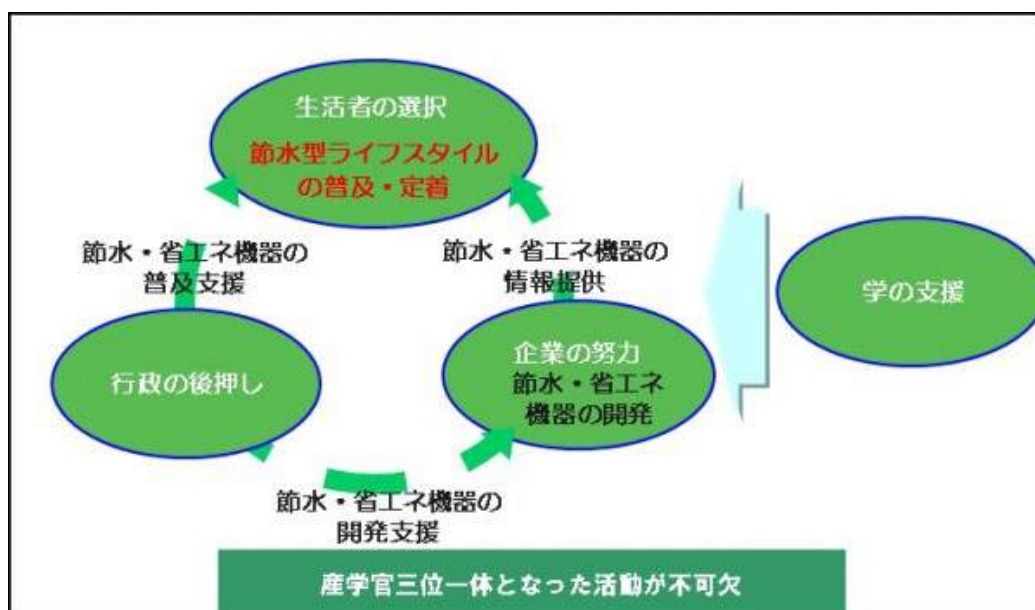 生活者の選択
節水型ライフスタイル
の普及・定着
節水・省エネ機器の
普及支援
節水・省エネ機器の
情報提供
学の支援
行政の後押し
企業の努力
節水・省エネ
機器の開発
節水・省エネ機器の
開発支援
産学官三位一体となった活動が不可欠